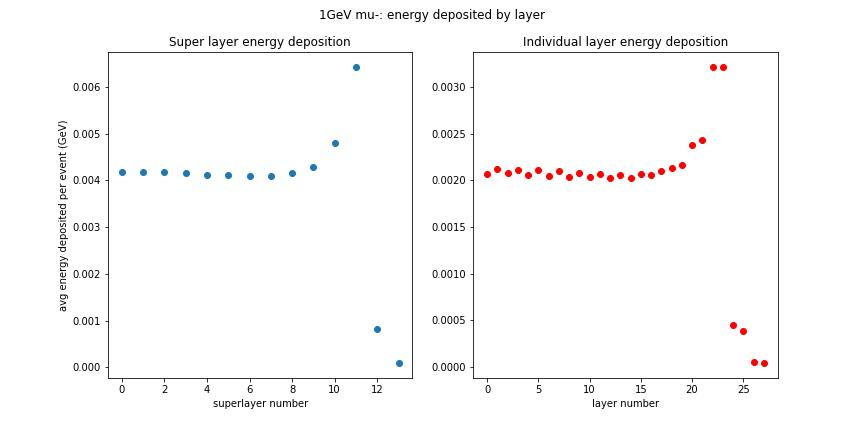 1GeV mu-: energy deposited by layer
Super layer energy deposition
avg energy deposited per event (GeV)
0.006
0.005
0.004
0.003
0.002
0.001
0.000
0 2 4 6 8 10 12
superlayer number
Individual layer energy deposition
0.0030
0.0025
0.0020
0.0015
0.0010
0.0005
0.0000
0 5 10 15 20 25
layer number